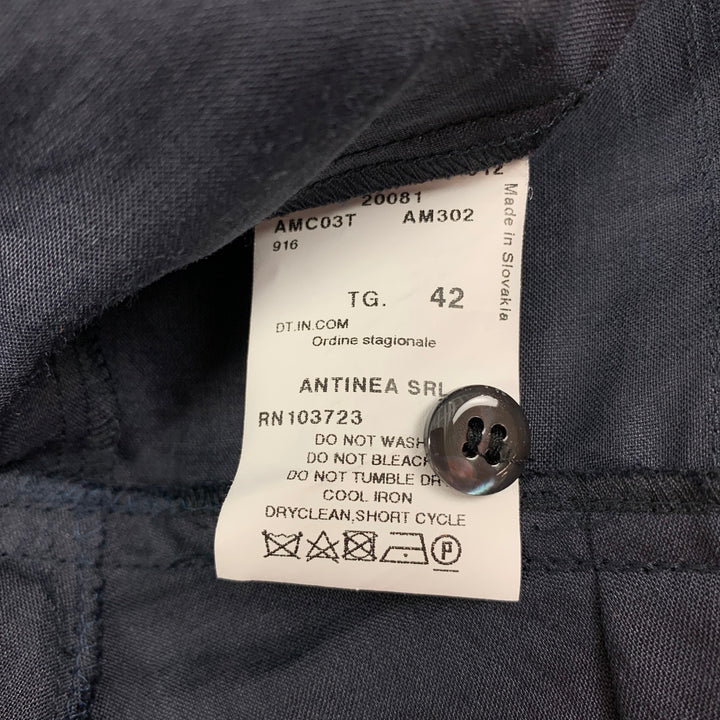 20081
AMC03T AM302
916
TG. 42
DT.IN.COM
Ordine stagionale
ANTINEA SRL
RN103723
DO NOT WASH
DO NOT BLEACH
DO NOT TUMBLE DR
COOL IRON
DRYCLEAN,SHORT CYCLE
P
Made in Slovakia